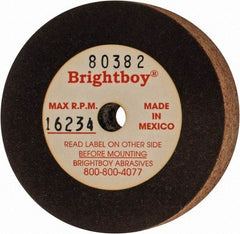 80382
Brightboy®
MAX R.P.M.
16234
MADE IN
MEXICO
READ LABEL ON OTHER SIDE
BEFORE MOUNTING
BRIGHTBOY ABRASIVES
800-800-4077